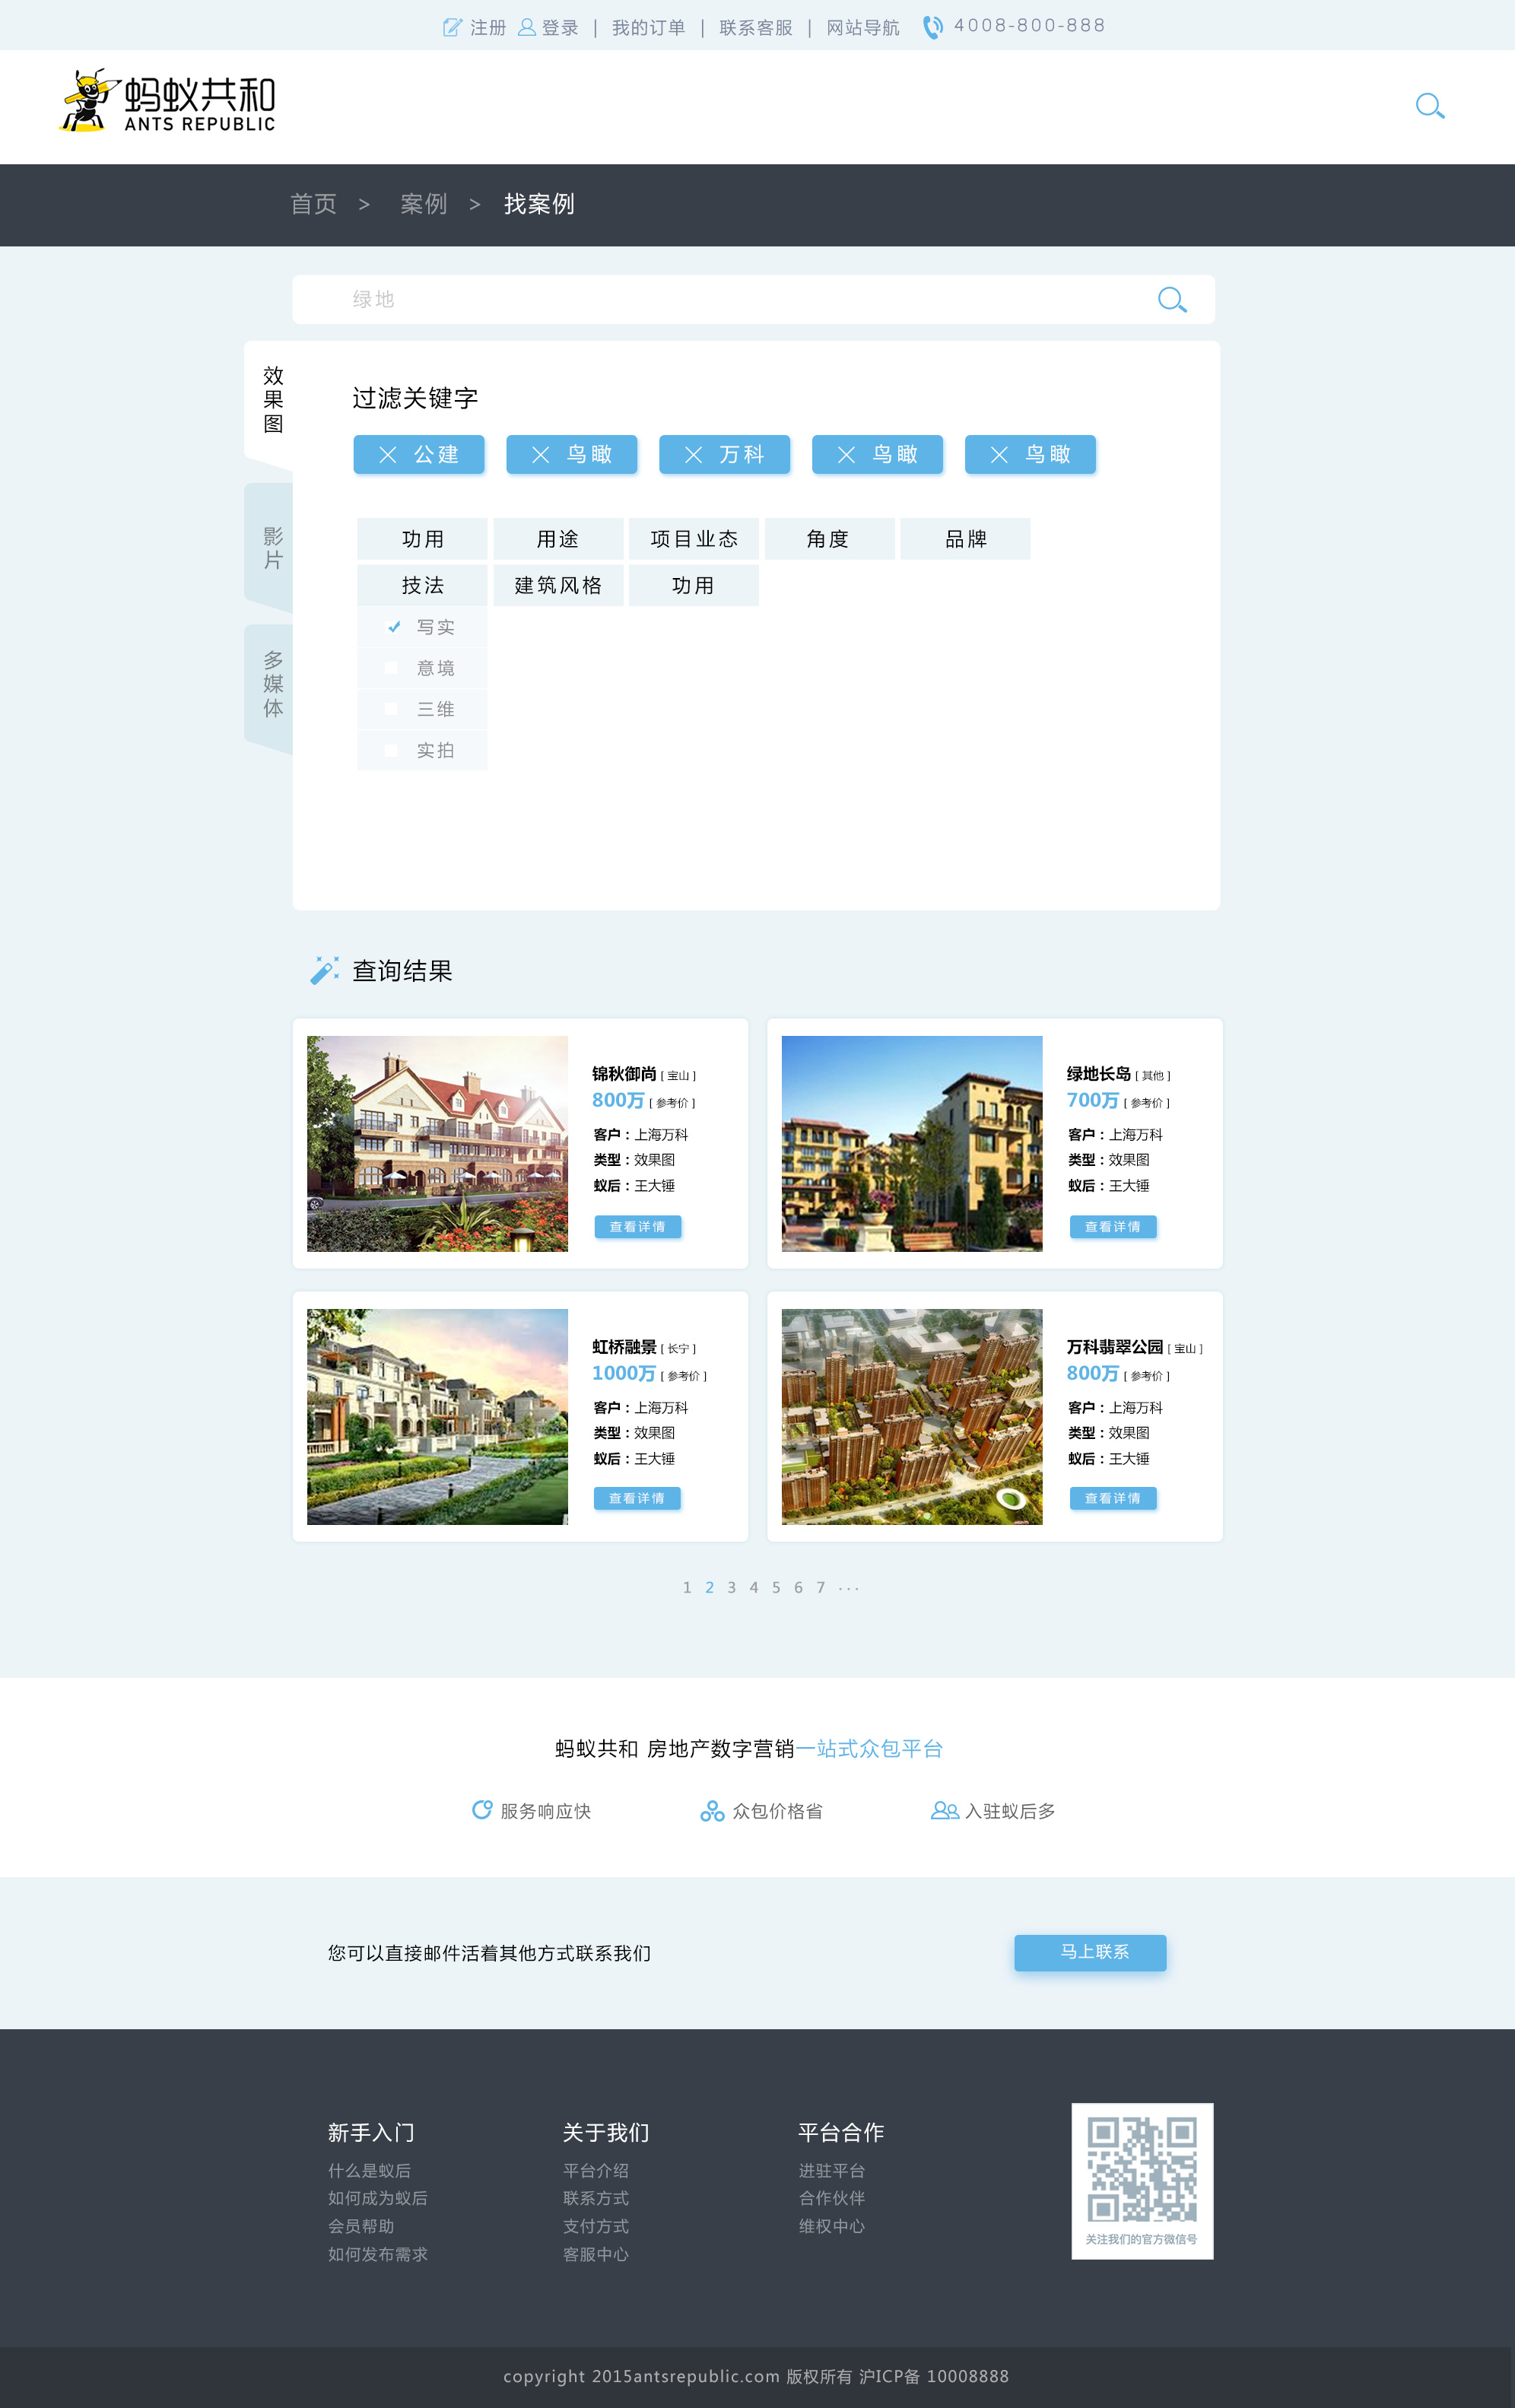 注册 登录 | 我的订单 | 联系客服 | 网站导航 4008-800-888
蚂蚁共和
ANTS REPUBLIC
首页 > 案例 > 找案例
绿地
效果图
影片
多媒体
过滤关键字
公建 鸟瞰 万科 鸟瞰 鸟瞰
功用 用途 项目业态 角度 品牌
技法 建筑风格 功用
写实
意境
三维
实拍
查询结果
锦秋御尚 [ 宝山 ]
800万 [ 参考价 ]
客户：上海万科
类型：效果图
蚁后：王大锤
查看详情
绿地长岛 [ 其他 ]
700万 [ 参考价 ]
客户：上海万科
类型：效果图
蚁后：王大锤
查看详情
虹桥融景 [ 长宁 ]
1000万 [ 参考价 ]
客户：上海万科
类型：效果图
蚁后：王大锤
查看详情
万科翡翠公园 [ 宝山 ]
800万 [ 参考价 ]
客户：上海万科
类型：效果图
蚁后：王大锤
查看详情
1 2 3 4 5 6 7 ···
蚂蚁共和 房地产数字营销一站式众包平台
服务响应快 众包价格省 入驻蚁后多
您可以直接邮件活着其他方式联系我们
马上联系
新手入门
什么是蚁后
如何成为蚁后
会员帮助
如何发布需求
关于我们
平台介绍
联系方式
支付方式
客服中心
平台合作
进驻平台
合作伙伴
维权中心
关注我们的官方微信号
copyright 2015antsrepublic.com 版权所有 沪ICP备 10008888